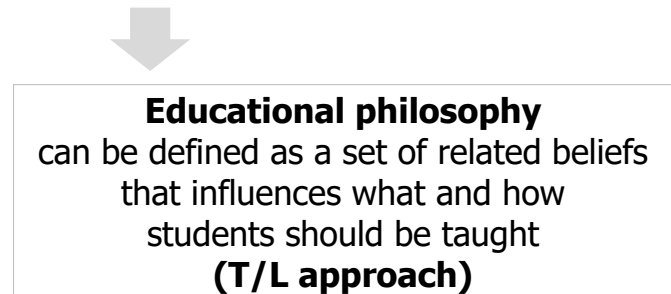 Educational philosophy
can be defined as a set of related beliefs
that influences what and how
students should be taught
(T/L approach)